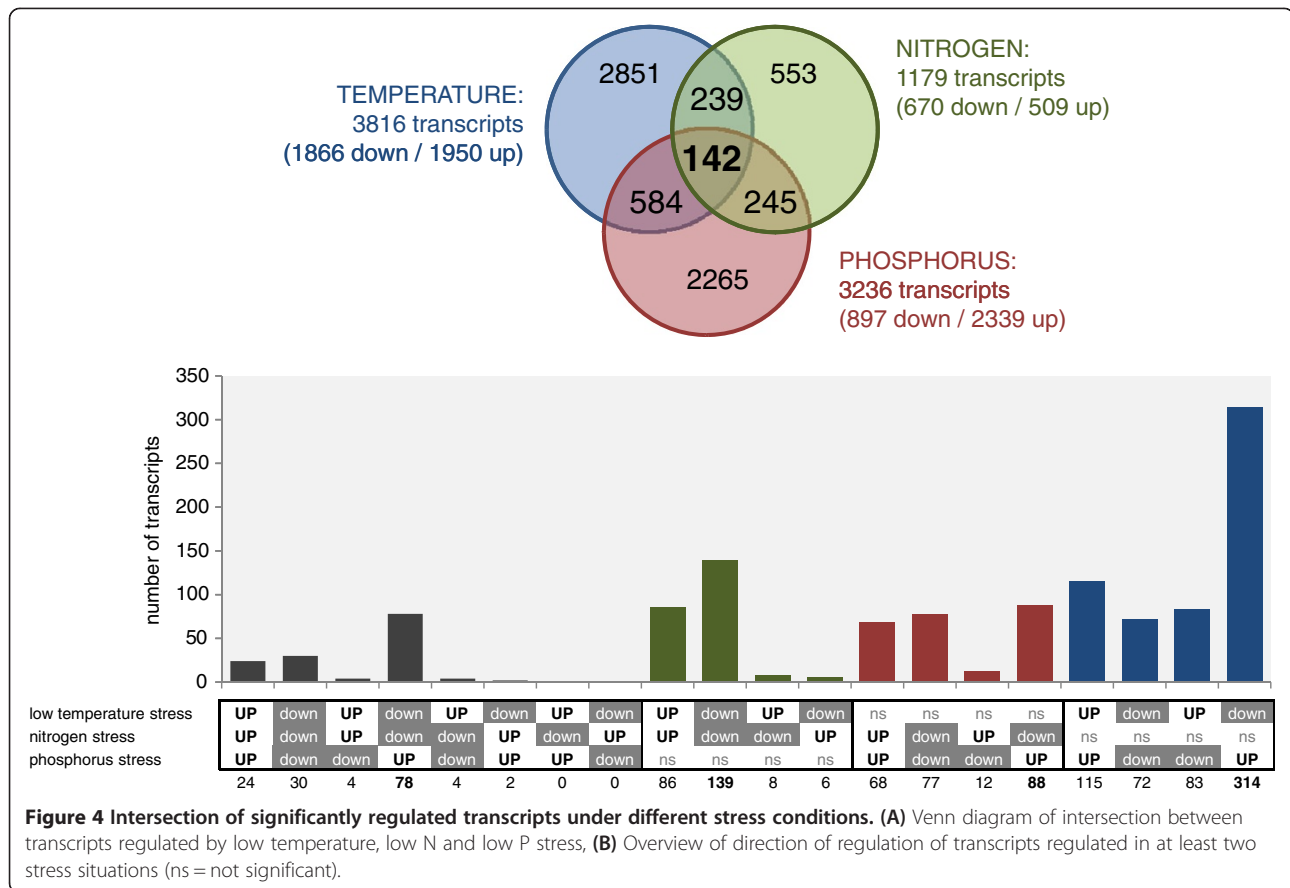 2851
553
239
142
584
245
2265
TEMPERATURE:
3816 transcripts
(1866 down / 1950 up)
NITROGEN:
1179 transcripts
(670 down / 509 up)
PHOSPHORUS:
3236 transcripts
(897 down / 2339 up)
number of transcripts
350
300
250
200
150
100
50
0
low temperature stress UP down UP down UP down UP down UP down UP down ns ns ns ns UP down UP down
nitrogen stress UP down UP down down UP down UP UP down down UP UP down UP down ns ns ns ns
phosphorus stress UP down down UP down UP UP down ns ns ns ns UP down down UP UP down down UP
24 30 4 78 4 2 0 0 86 139 8 6 68 77 12 88 115 72 83 314
Figure 4 Intersection of significantly regulated transcripts under different stress conditions. (A) Venn diagram of intersection between
transcripts regulated by low temperature, low N and low P stress, (B) Overview of direction of regulation of transcripts regulated in at least two
stress situations (ns = not significant).